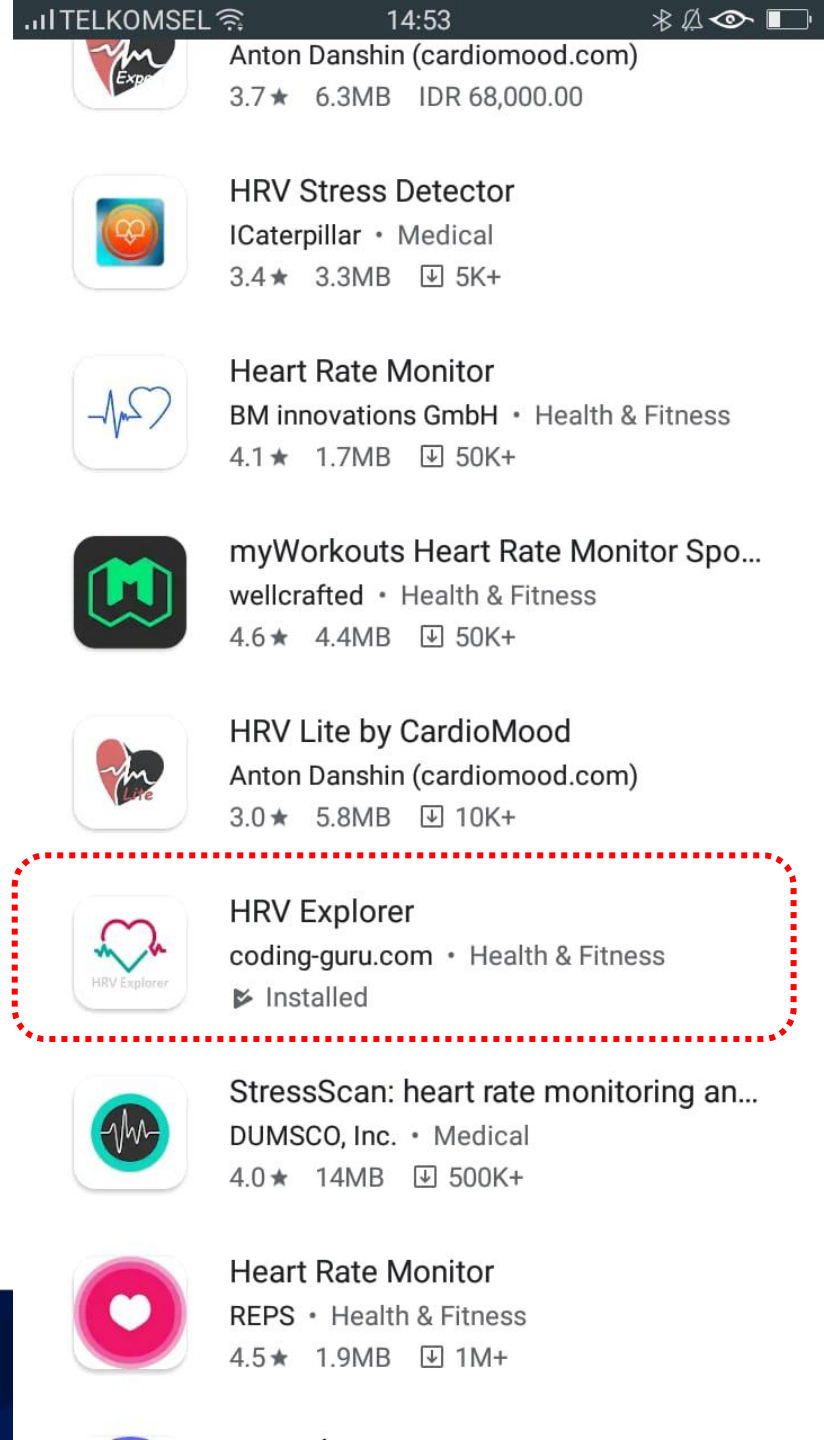 TELKOMSEL 14:53
Anton Danshin (cardiomood.com)
3.7★ 6.3MB IDR 68,000.00
HRV Stress Detector
ICaterpillar • Medical
3.4★ 3.3MB 5K+
Heart Rate Monitor
BM innovations GmbH • Health & Fitness
4.1★ 1.7MB 50K+
myWorkouts Heart Rate Monitor Spo...
wellcrafted • Health & Fitness
4.6★ 4.4MB 50K+
HRV Lite by CardioMood
Anton Danshin (cardiomood.com)
Lite
3.0★ 5.8MB 10K+
HRV Explorer
coding-guru.com • Health & Fitness
HRV Explorer
Installed
StressScan: heart rate monitoring an...
DUMSCO, Inc. • Medical
4.0★ 14MB 500K+
Heart Rate Monitor
REPS • Health & Fitness
4.5★ 1.9MB 1M+